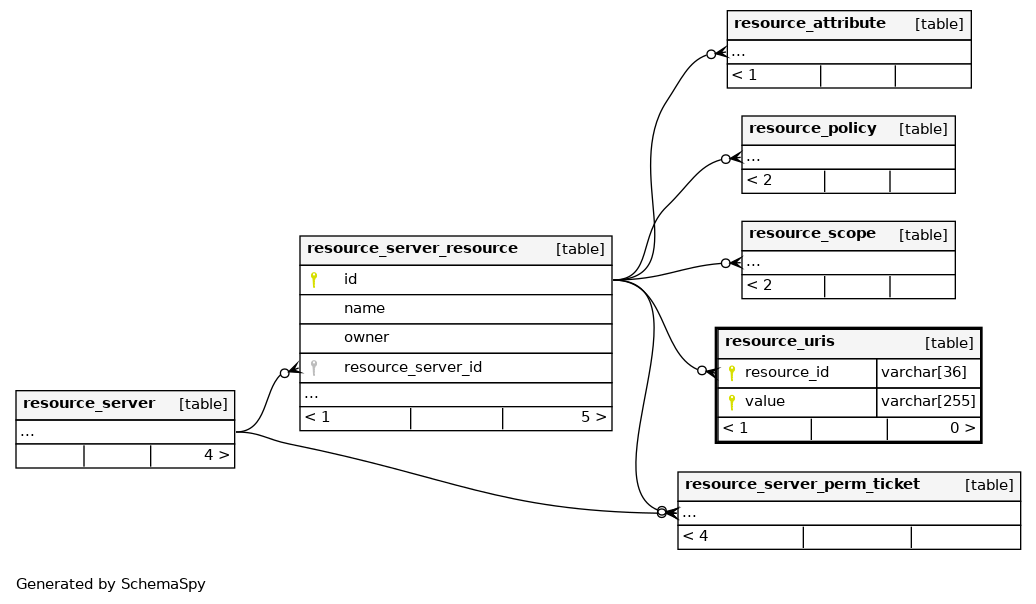 resource_attribute [table]
...
< 1
resource_policy [table]
...
< 2
resource_scope [table]
...
< 2
resource_server_resource [table]
id
name
owner
resource_server_id
...
< 1 5 >
resource_uris [table]
resource_id varchar[36]
value varchar[255]
< 1 0 >
resource_server [table]
...
4 >
resource_server_perm_ticket [table]
...
< 4
Generated by SchemaSpy